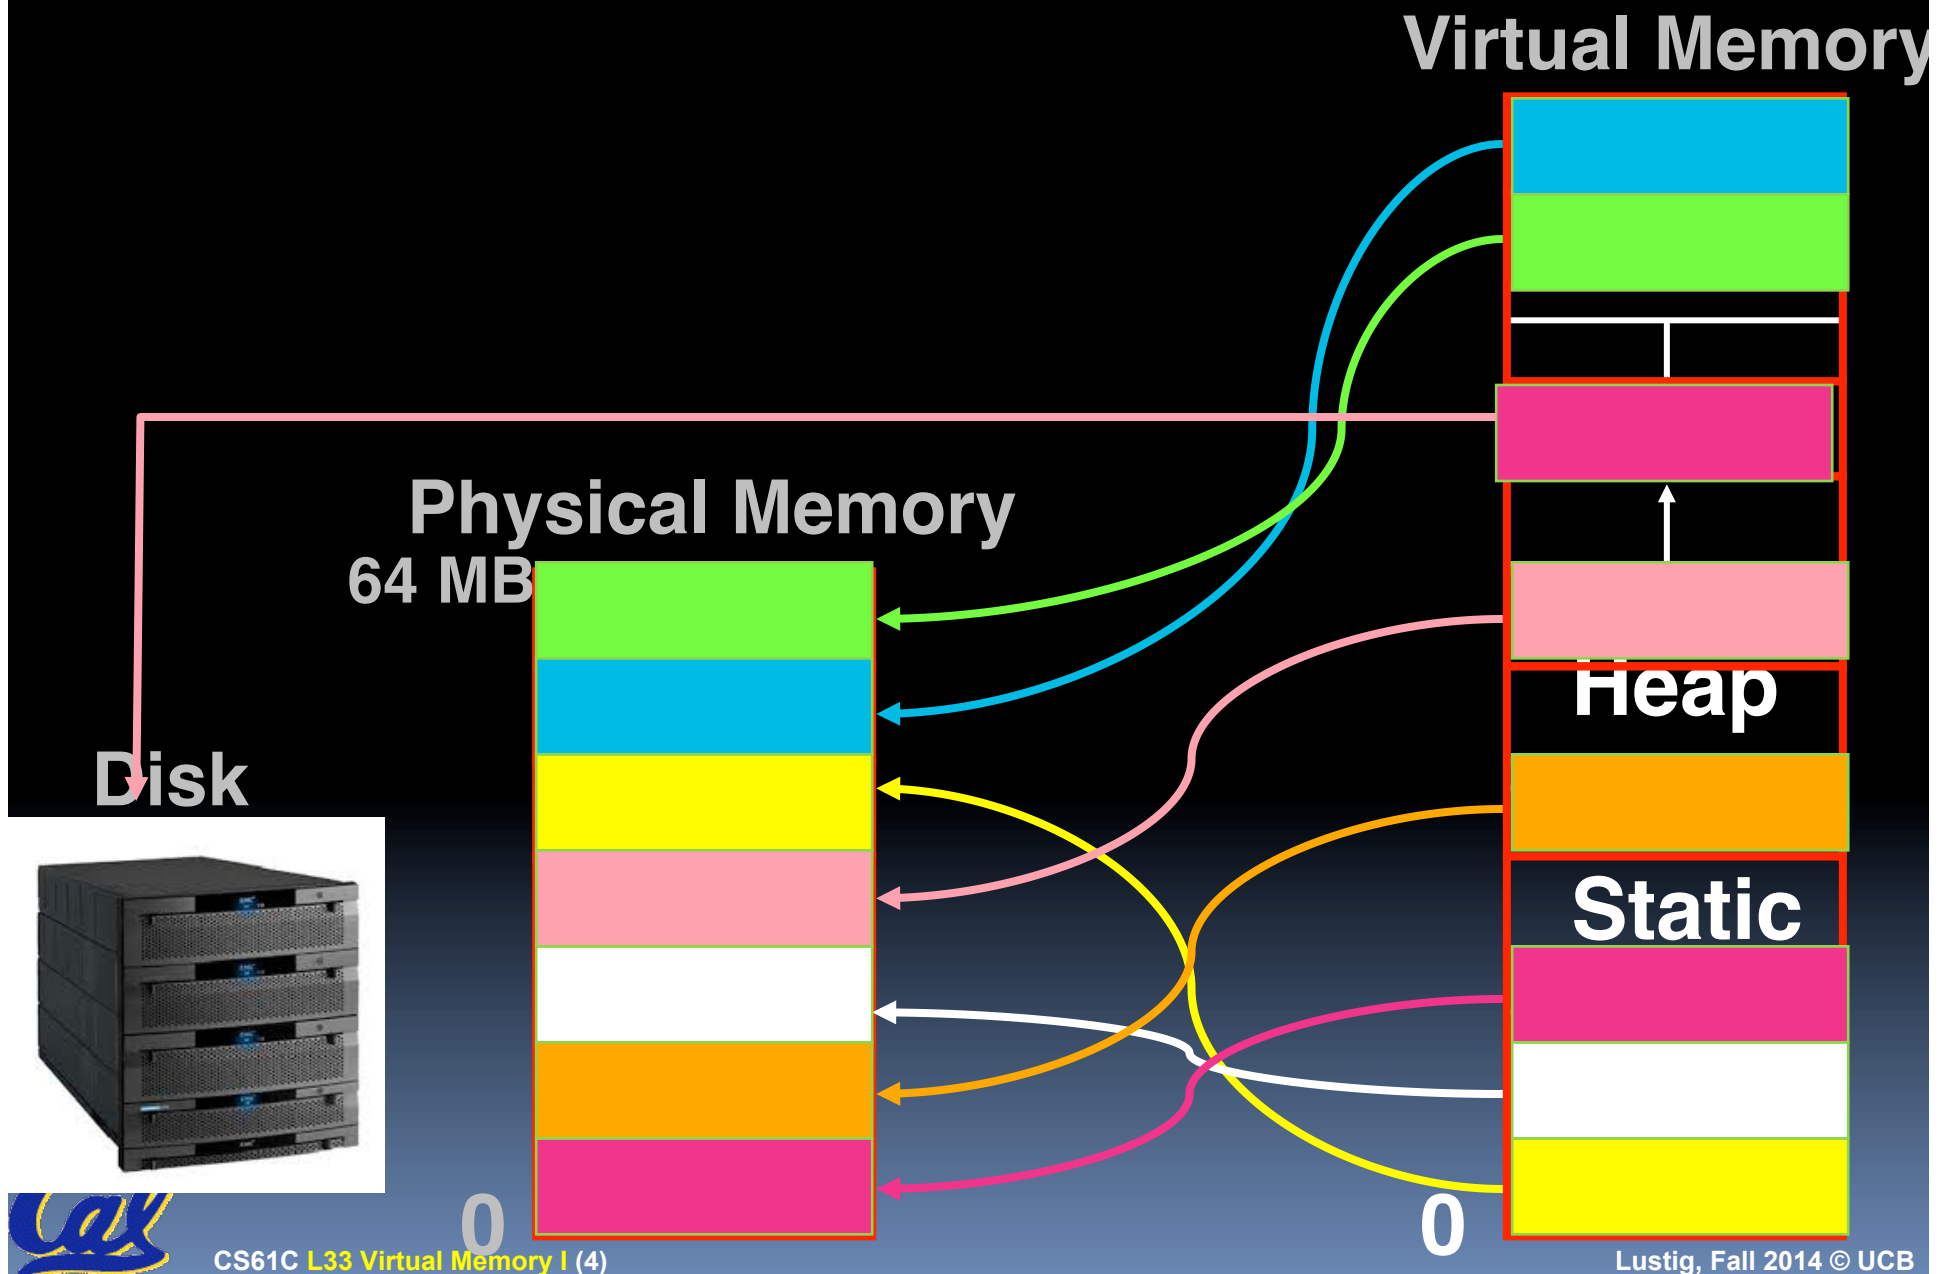 Virtual Memory
Physical Memory
64 MB
Heap
Disk
Static
0
0
Cal
CS61C L33 Virtual Memory I (4)
Lustig, Fall 2014 © UCB